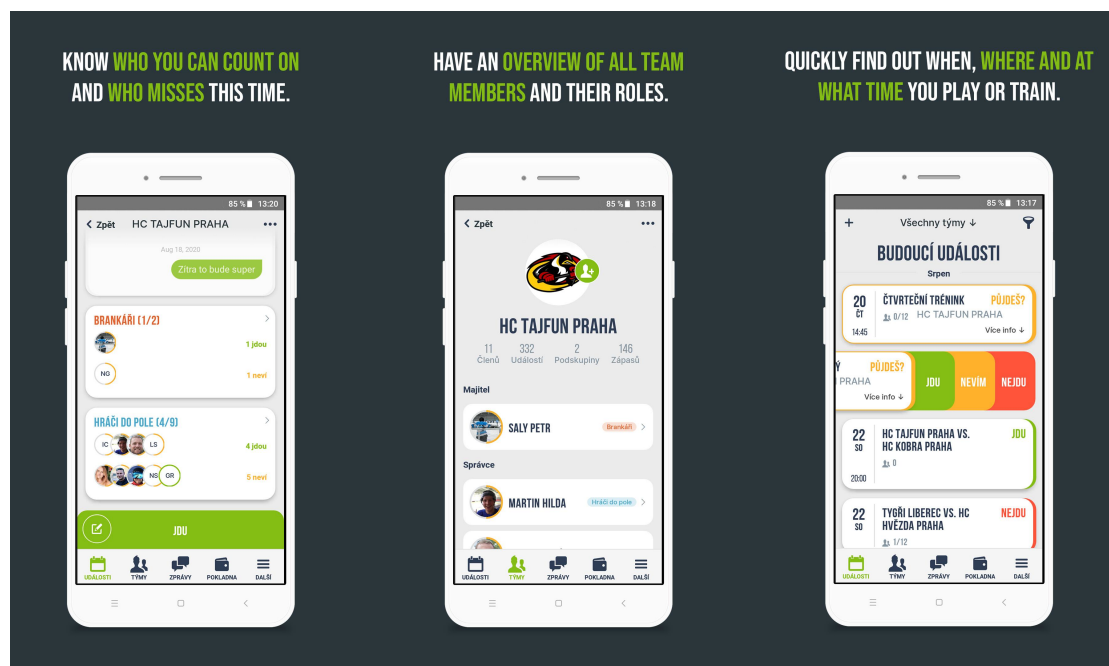 KNOW WHO YOU CAN COUNT ON
AND WHO MISSES THIS TIME.
85 % 13:20
Zpět HC TAJFUN PRAHA
Aug 18, 2020
Zítra to bude super
BRANKÁŘI (1/2)
1 jdou
NG
1 neví
HRÁČI DO POLE (4/9)
IC LS
4 jdou
NS GR
5 neví
JDU
UDÁLOSTI TÝMY ZPRÁVY POKLADNA DALŠÍ
HAVE AN OVERVIEW OF ALL TEAM
MEMBERS AND THEIR ROLES.
85 % 13:18
Zpět
HC TAJFUN PRAHA
11 332 2 146
Členů Událostí Podskupiny Zápasů
Majitel
SALY PETR Brankáři
Správce
MARTIN HILDA Hráči do pole
UDÁLOSTI TÝMY ZPRÁVY POKLADNA DALŠÍ
QUICKLY FIND OUT WHEN, WHERE AND AT
WHAT TIME YOU PLAY OR TRAIN.
85 % 13:17
+ Všechny týmy ↓
BUDOUCÍ UDÁLOSTI
Srpen
20 ČTVRTEČNÍ TRÉNINK PŮJDEŠ?
ČT 0/12 HC TAJFUN PRAHA
14:45 Více info ↓
Ý PŮJDEŠ?
I PRAHA JDU NEVÍM NEJDU
Více info ↓
22 HC TAJFUN PRAHA VS. JDU
SO HC KOBRA PRAHA
0
20:00
22 TYGŘI LIBEREC VS. HC NEJDU
SO HVĚZDA PRAHA
1/12
UDÁLOSTI TÝMY ZPRÁVY POKLADNA DALŠÍ